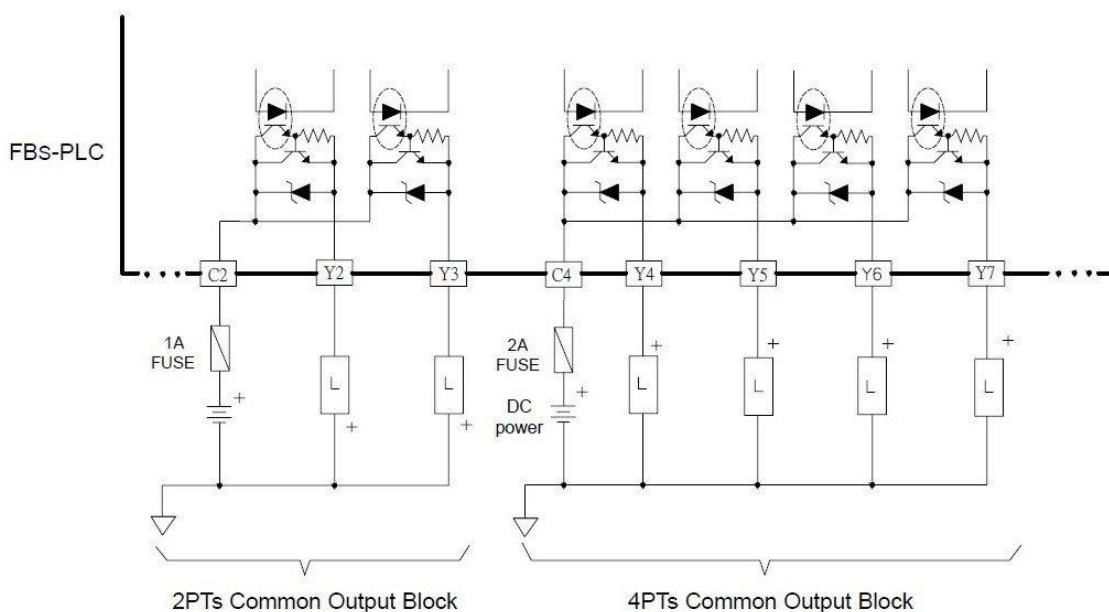 FBs-PLC
C2
Y2
Y3
C4
Y4
Y5
Y6
Y7
1A
FUSE
+
L
+
L
+
2A
FUSE
+
DC
power
+
L
+
L
+
L
+
L
2PTs Common Output Block
4PTs Common Output Block